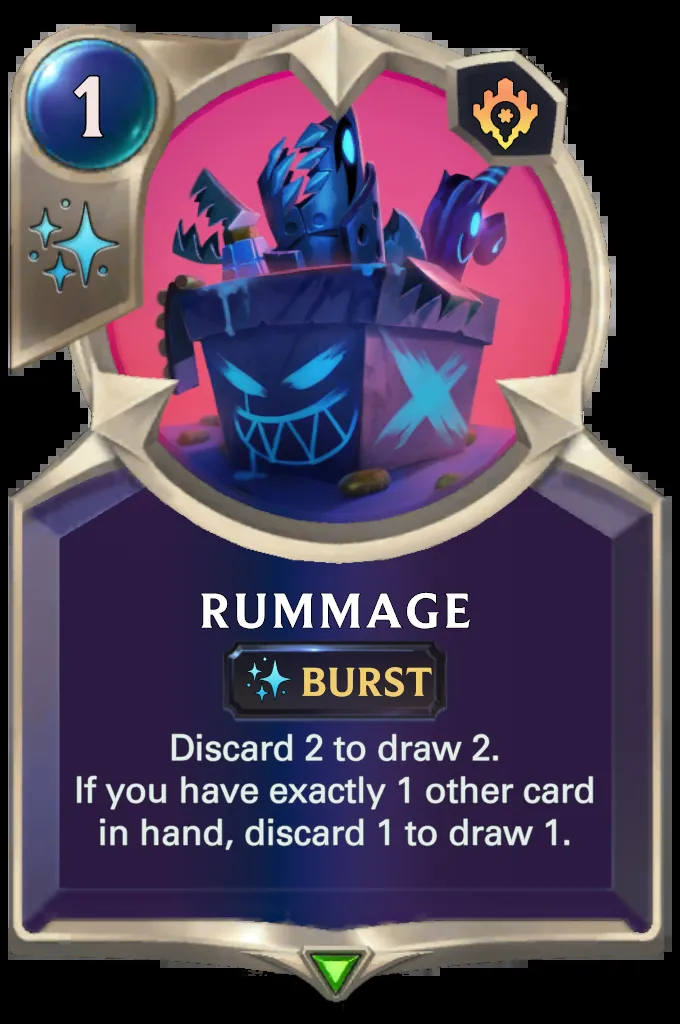 1
RUMMAGE
BURST
Discard 2 to draw 2.
If you have exactly 1 other card
in hand, discard 1 to draw 1.